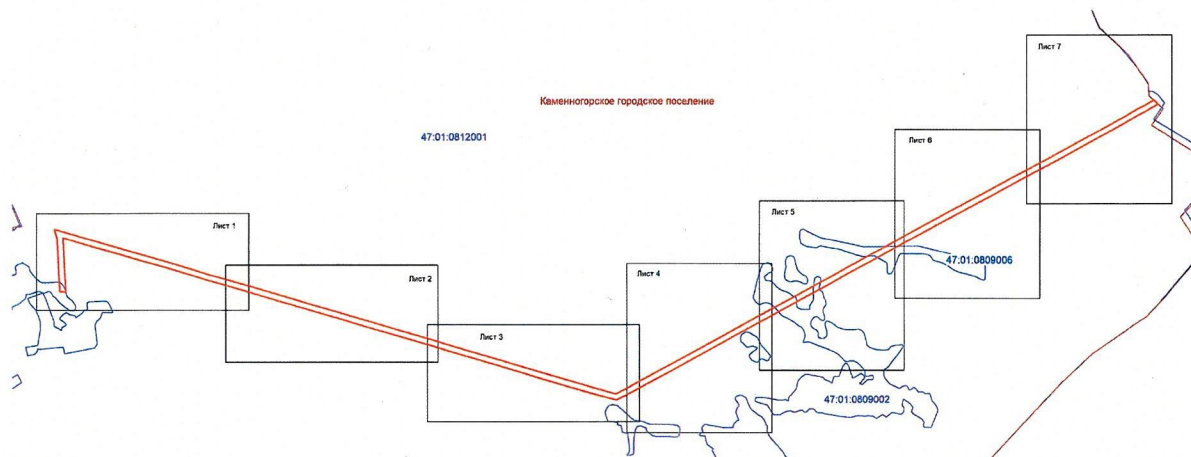 Лист 7
Каменногорское городское поселение
47:01:0812001
Лист 6
Лист 5
Лист 1
47:01:0809006
Лист 4
Лист 2
Лист 3
47:01:0809002